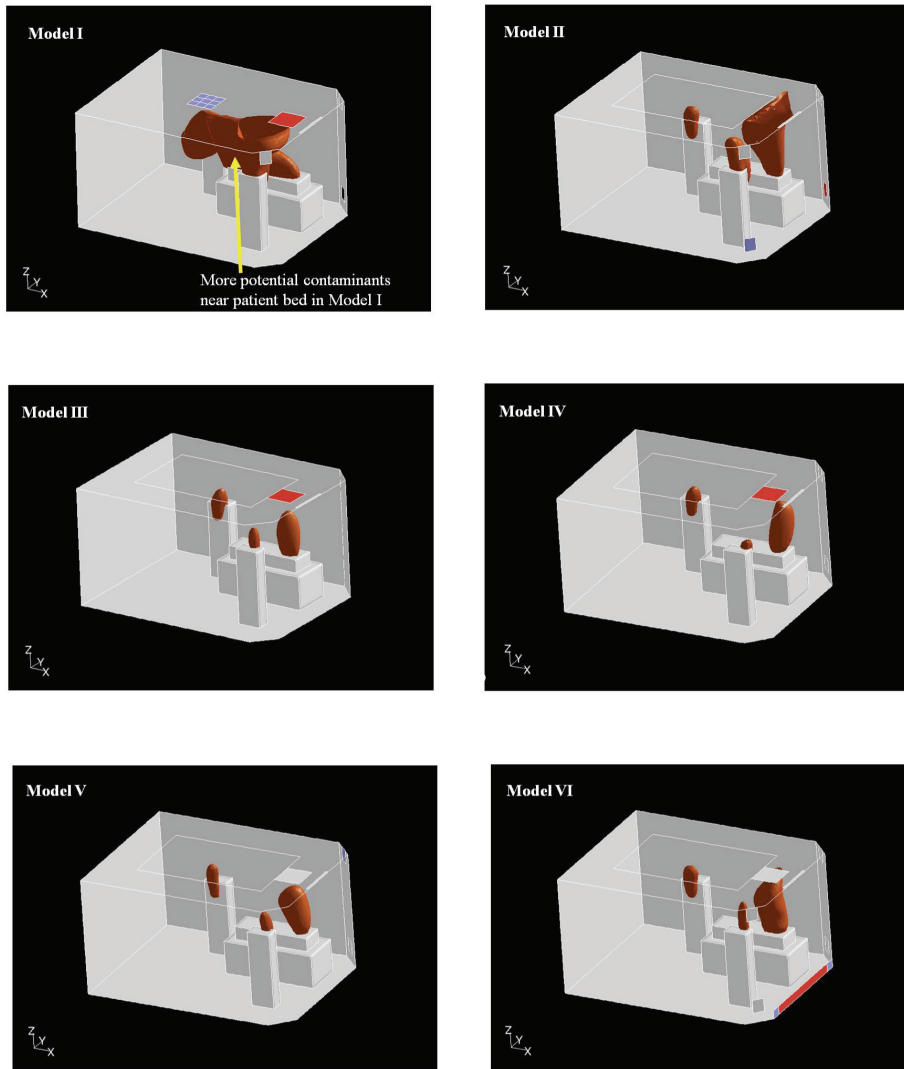 Model I
Z
Y
X
More potential contaminants
near patient bed in Model I
Model II
Z
Y
X
Model III
Z
Y
X
Model IV
Z
Y
X
Model V
Z
Y
X
Model VI
Z
Y
X